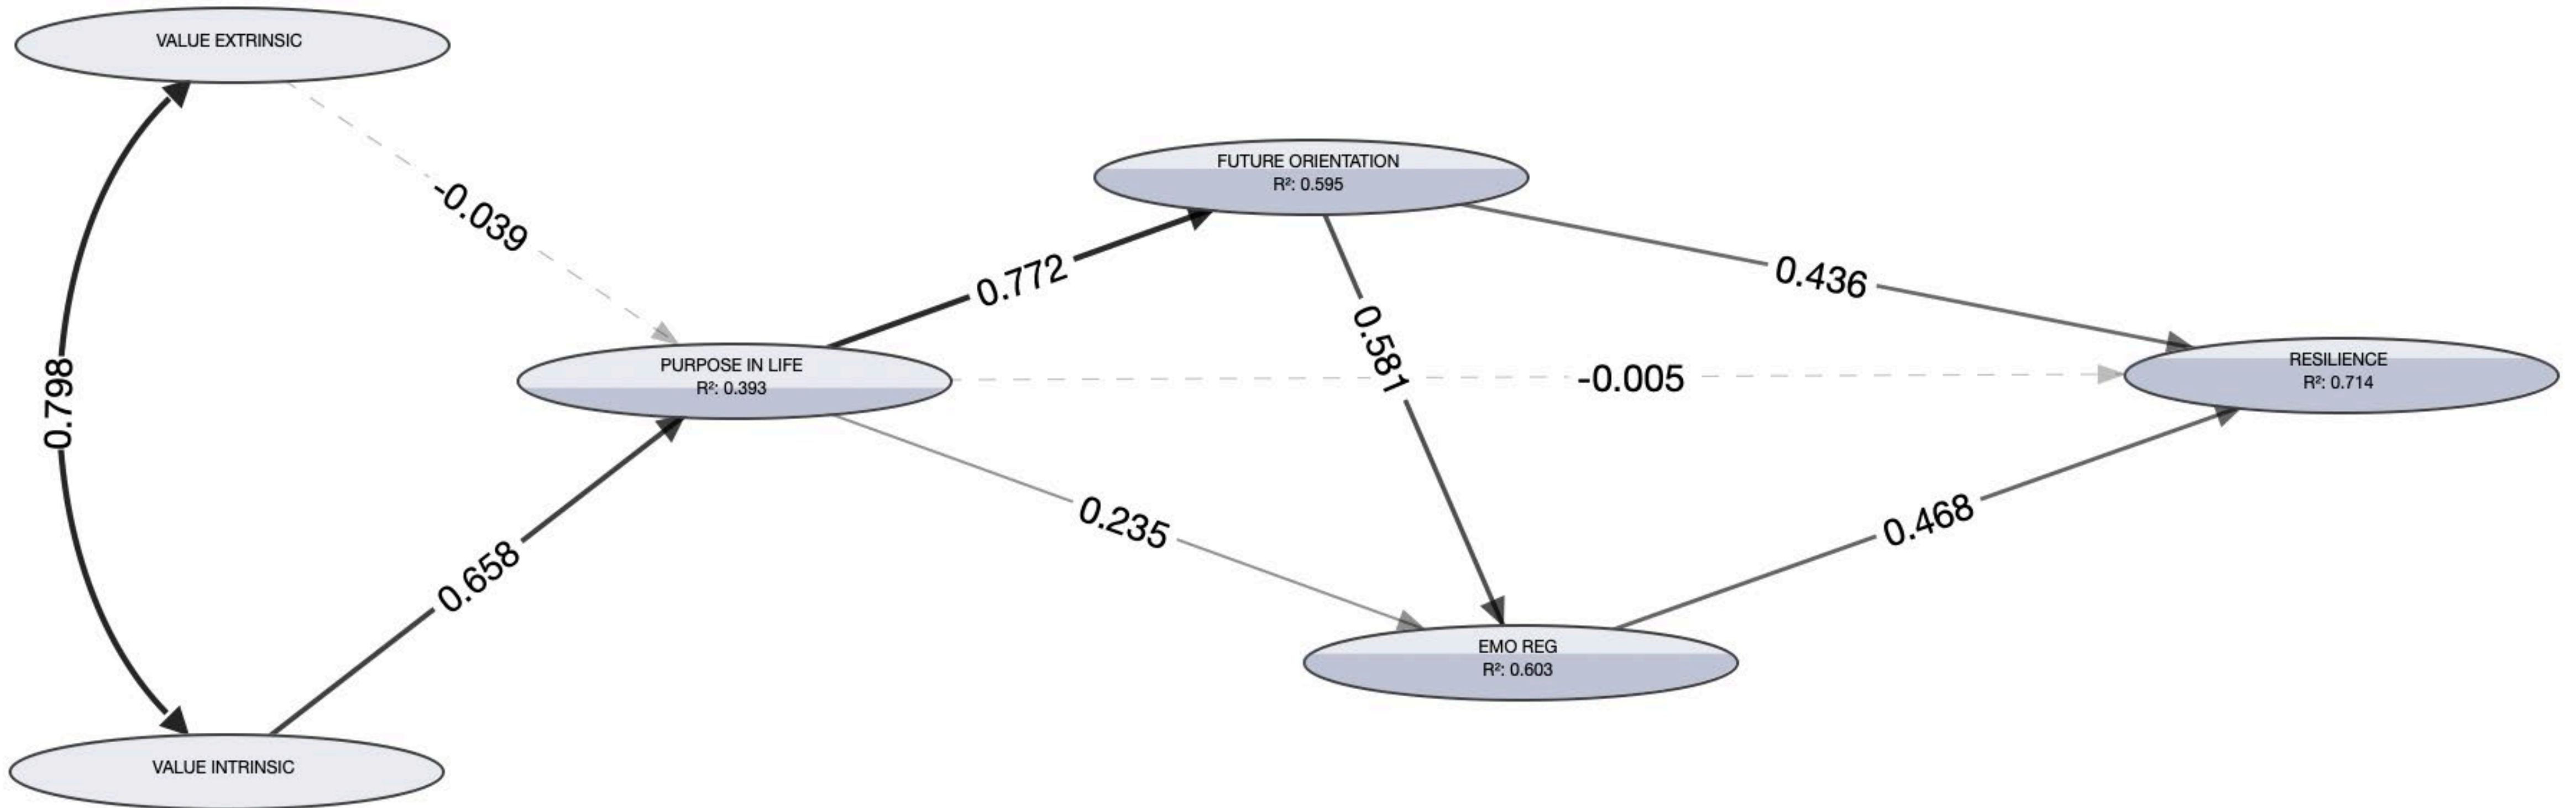 VALUE EXTRINSIC
-0.039
0.798
FUTURE ORIENTATION
R²: 0.595
0.772
0.436
0.581
PURPOSE IN LIFE
R²: 0.393
-0.005
RESILIENCE
R²: 0.714
0.658
0.235
0.468
EMO REG
R²: 0.603
VALUE INTRINSIC